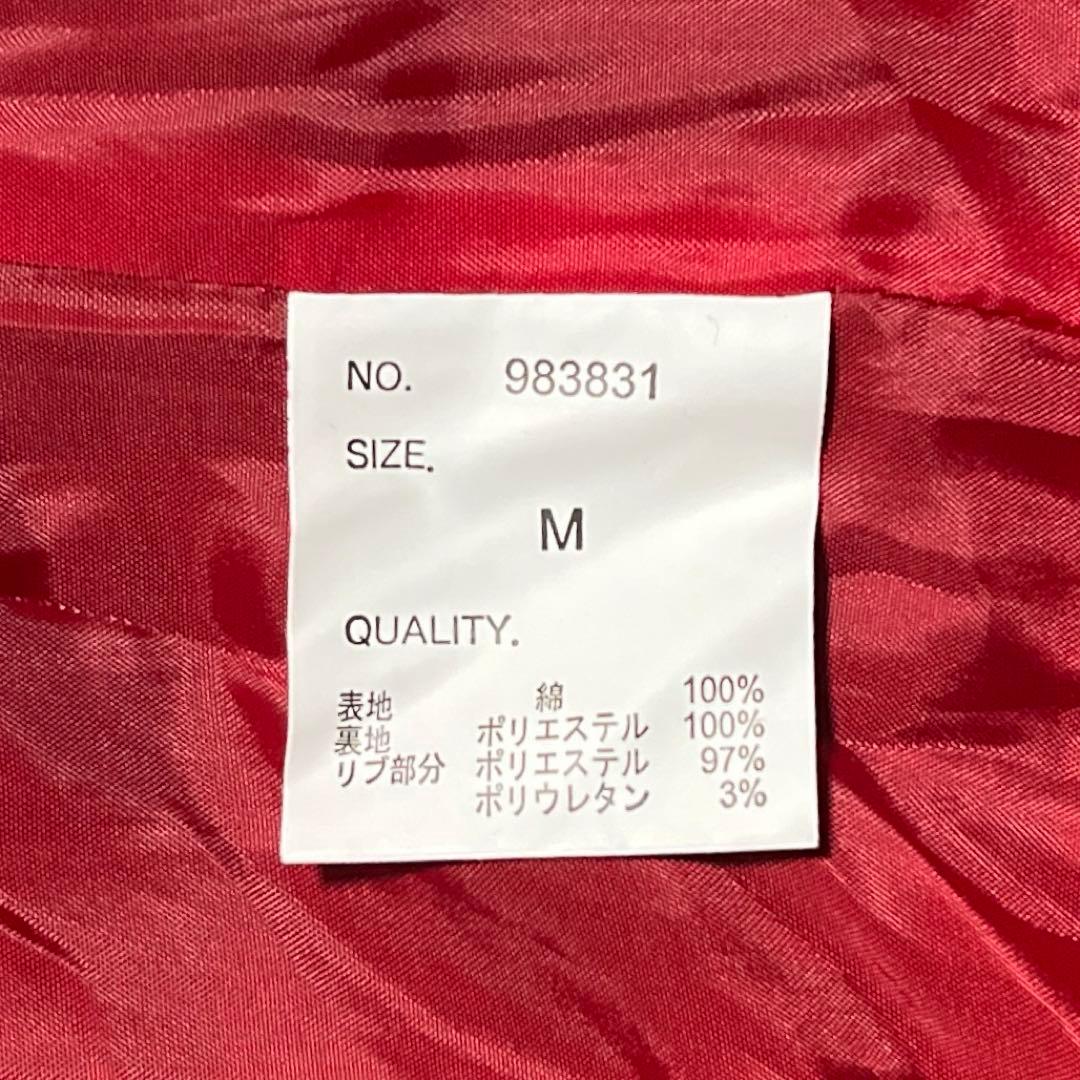 NO. 983831
SIZE.
M
QUALITY.
表地 綿 100%
裏地 ポリエステル 100%
リブ部分 ポリエステル 97%
ポリウレタン 3%